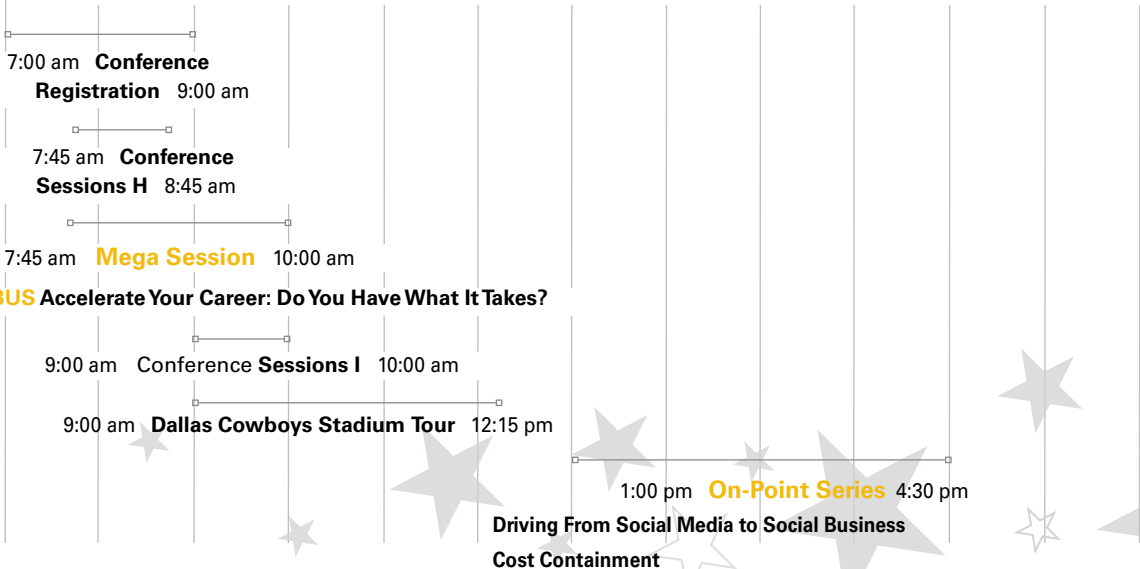 7:00 am Conference
Registration 9:00 am
7:45 am Conference
Sessions H 8:45 am
7:45 am Mega Session 10:00 am
BUS Accelerate Your Career: Do You Have What It Takes?
9:00 am Conference Sessions I 10:00 am
9:00 am Dallas Cowboys Stadium Tour 12:15 pm
1:00 pm On-Point Series 4:30 pm
Driving From Social Media to Social Business
Cost Containment